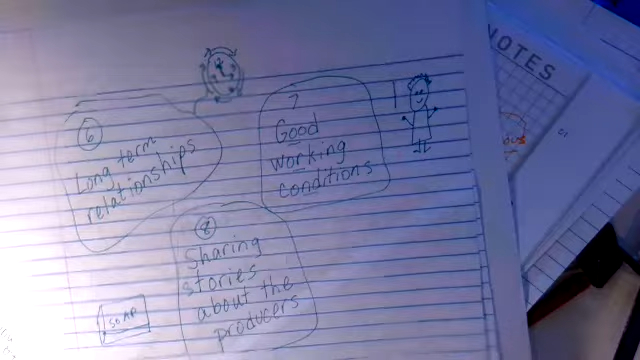 6
Long term
relationships
7
Good
working
conditions
8
Sharing
stories
about the
producers
SOAP
NOTES